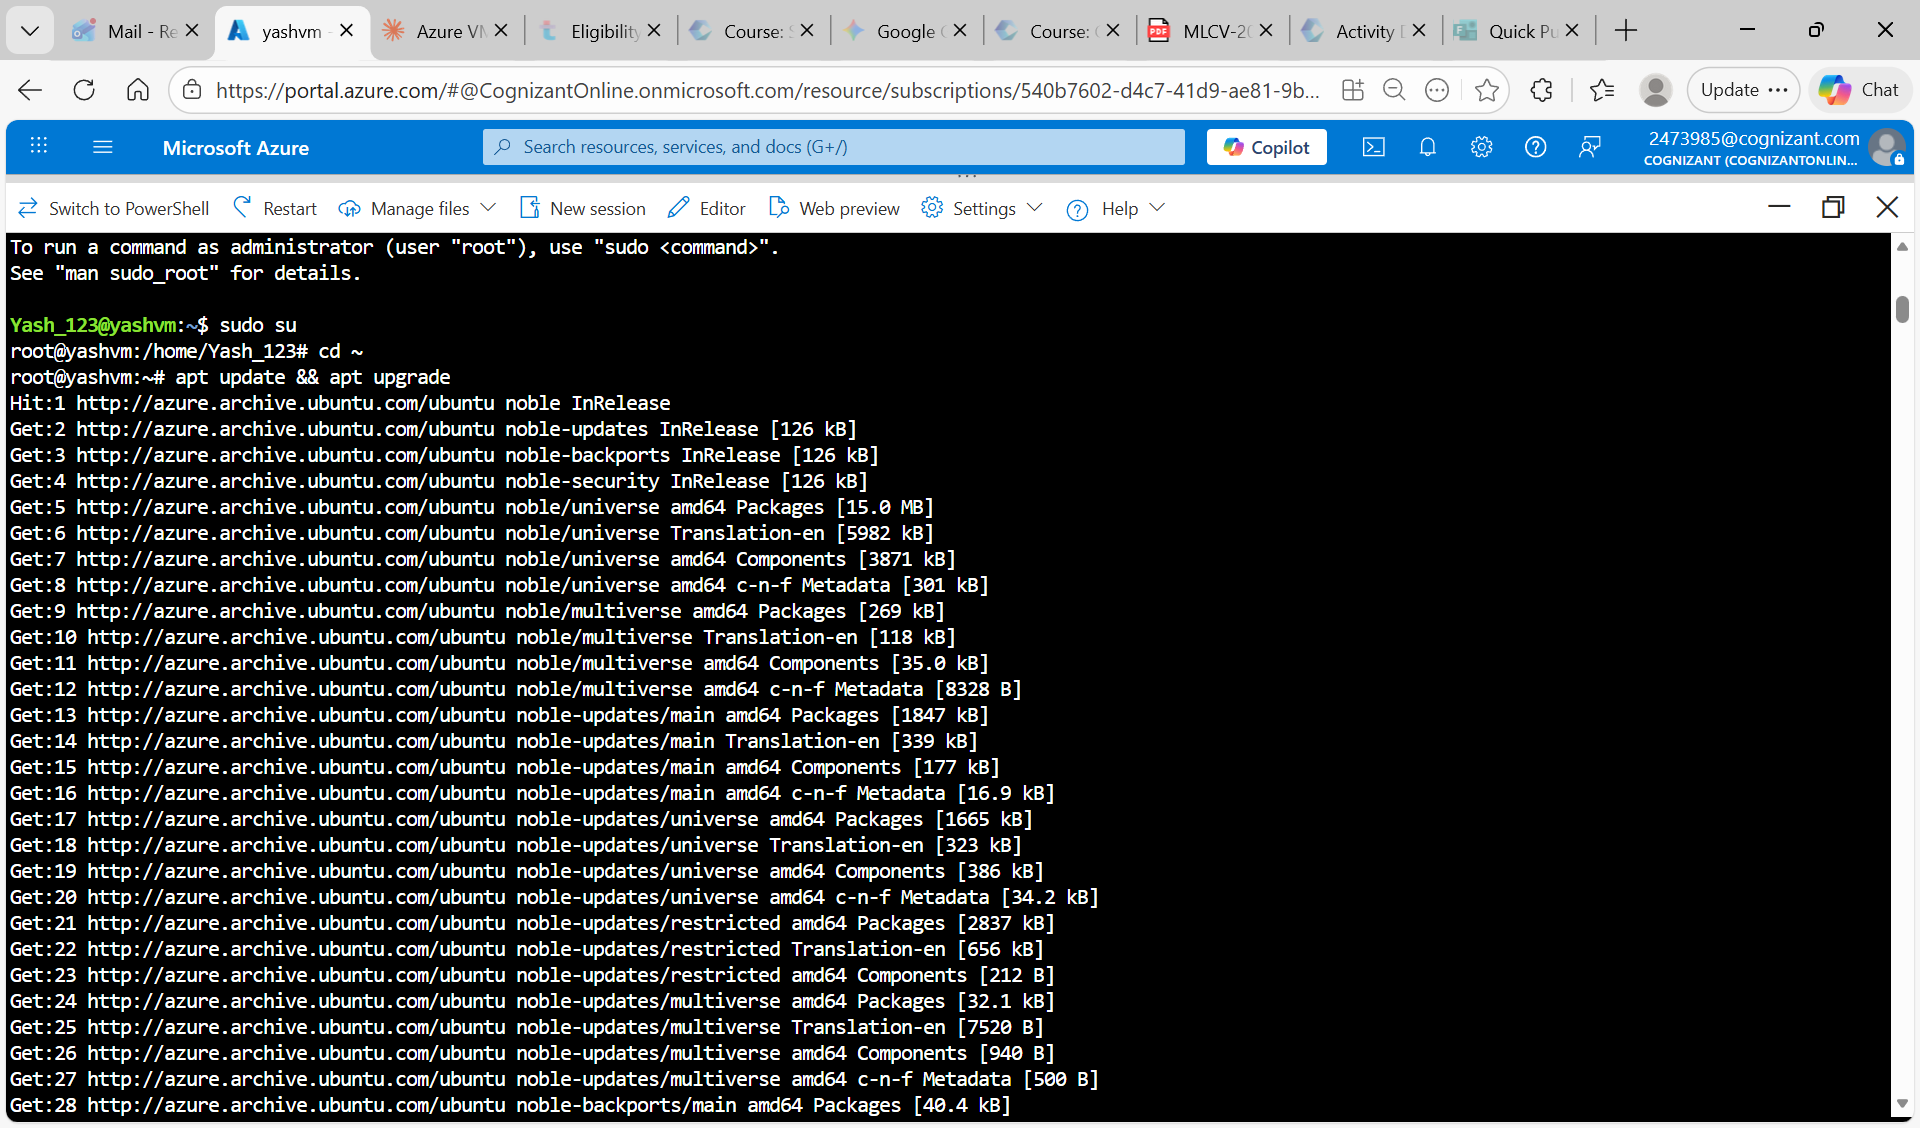 Mail - Re
yashvm -
Azure VM
Eligibility
Course: S
Google C
Course: C
MLCV-20
Activity D
Quick Pu
https://portal.azure.com/#@CognizantOnline.onmicrosoft.com/resource/subscriptions/540b7602-d4c7-41d9-ae81-9b...
Update
Chat
Microsoft Azure
Search resources, services, and docs (G+/)
Copilot
2473985@cognizant.com
COGNIZANT (COGNIZANTONLIN...
Switch to PowerShell
Restart
Manage files
New session
Editor
Web preview
Settings
Help
To run a command as administrator (user "root"), use "sudo <command>".
See "man sudo_root" for details.
Yash_123@yashvm:~$ sudo su
root@yashvm:/home/Yash_123# cd ~
root@yashvm:~# apt update && apt upgrade
Hit:1 http://azure.archive.ubuntu.com/ubuntu noble InRelease
Get:2 http://azure.archive.ubuntu.com/ubuntu noble-updates InRelease [126 kB]
Get:3 http://azure.archive.ubuntu.com/ubuntu noble-backports InRelease [126 kB]
Get:4 http://azure.archive.ubuntu.com/ubuntu noble-security InRelease [126 kB]
Get:5 http://azure.archive.ubuntu.com/ubuntu noble/universe amd64 Packages [15.0 MB]
Get:6 http://azure.archive.ubuntu.com/ubuntu noble/universe Translation-en [5982 kB]
Get:7 http://azure.archive.ubuntu.com/ubuntu noble/universe amd64 Components [3871 kB]
Get:8 http://azure.archive.ubuntu.com/ubuntu noble/universe amd64 c-n-f Metadata [301 kB]
Get:9 http://azure.archive.ubuntu.com/ubuntu noble/multiverse amd64 Packages [269 kB]
Get:10 http://azure.archive.ubuntu.com/ubuntu noble/multiverse Translation-en [118 kB]
Get:11 http://azure.archive.ubuntu.com/ubuntu noble/multiverse amd64 Components [35.0 kB]
Get:12 http://azure.archive.ubuntu.com/ubuntu noble/multiverse amd64 c-n-f Metadata [8328 B]
Get:13 http://azure.archive.ubuntu.com/ubuntu noble-updates/main amd64 Packages [1847 kB]
Get:14 http://azure.archive.ubuntu.com/ubuntu noble-updates/main Translation-en [339 kB]
Get:15 http://azure.archive.ubuntu.com/ubuntu noble-updates/main amd64 Components [177 kB]
Get:16 http://azure.archive.ubuntu.com/ubuntu noble-updates/main amd64 c-n-f Metadata [16.9 kB]
Get:17 http://azure.archive.ubuntu.com/ubuntu noble-updates/universe amd64 Packages [1665 kB]
Get:18 http://azure.archive.ubuntu.com/ubuntu noble-updates/universe Translation-en [323 kB]
Get:19 http://azure.archive.ubuntu.com/ubuntu noble-updates/universe amd64 Components [386 kB]
Get:20 http://azure.archive.ubuntu.com/ubuntu noble-updates/universe amd64 c-n-f Metadata [34.2 kB]
Get:21 http://azure.archive.ubuntu.com/ubuntu noble-updates/restricted amd64 Packages [2837 kB]
Get:22 http://azure.archive.ubuntu.com/ubuntu noble-updates/restricted Translation-en [656 kB]
Get:23 http://azure.archive.ubuntu.com/ubuntu noble-updates/restricted amd64 Components [212 B]
Get:24 http://azure.archive.ubuntu.com/ubuntu noble-updates/multiverse amd64 Packages [32.1 kB]
Get:25 http://azure.archive.ubuntu.com/ubuntu noble-updates/multiverse Translation-en [7520 B]
Get:26 http://azure.archive.ubuntu.com/ubuntu noble-updates/multiverse amd64 Components [940 B]
Get:27 http://azure.archive.ubuntu.com/ubuntu noble-updates/multiverse amd64 c-n-f Metadata [500 B]
Get:28 http://azure.archive.ubuntu.com/ubuntu noble-backports/main amd64 Packages [40.4 kB]